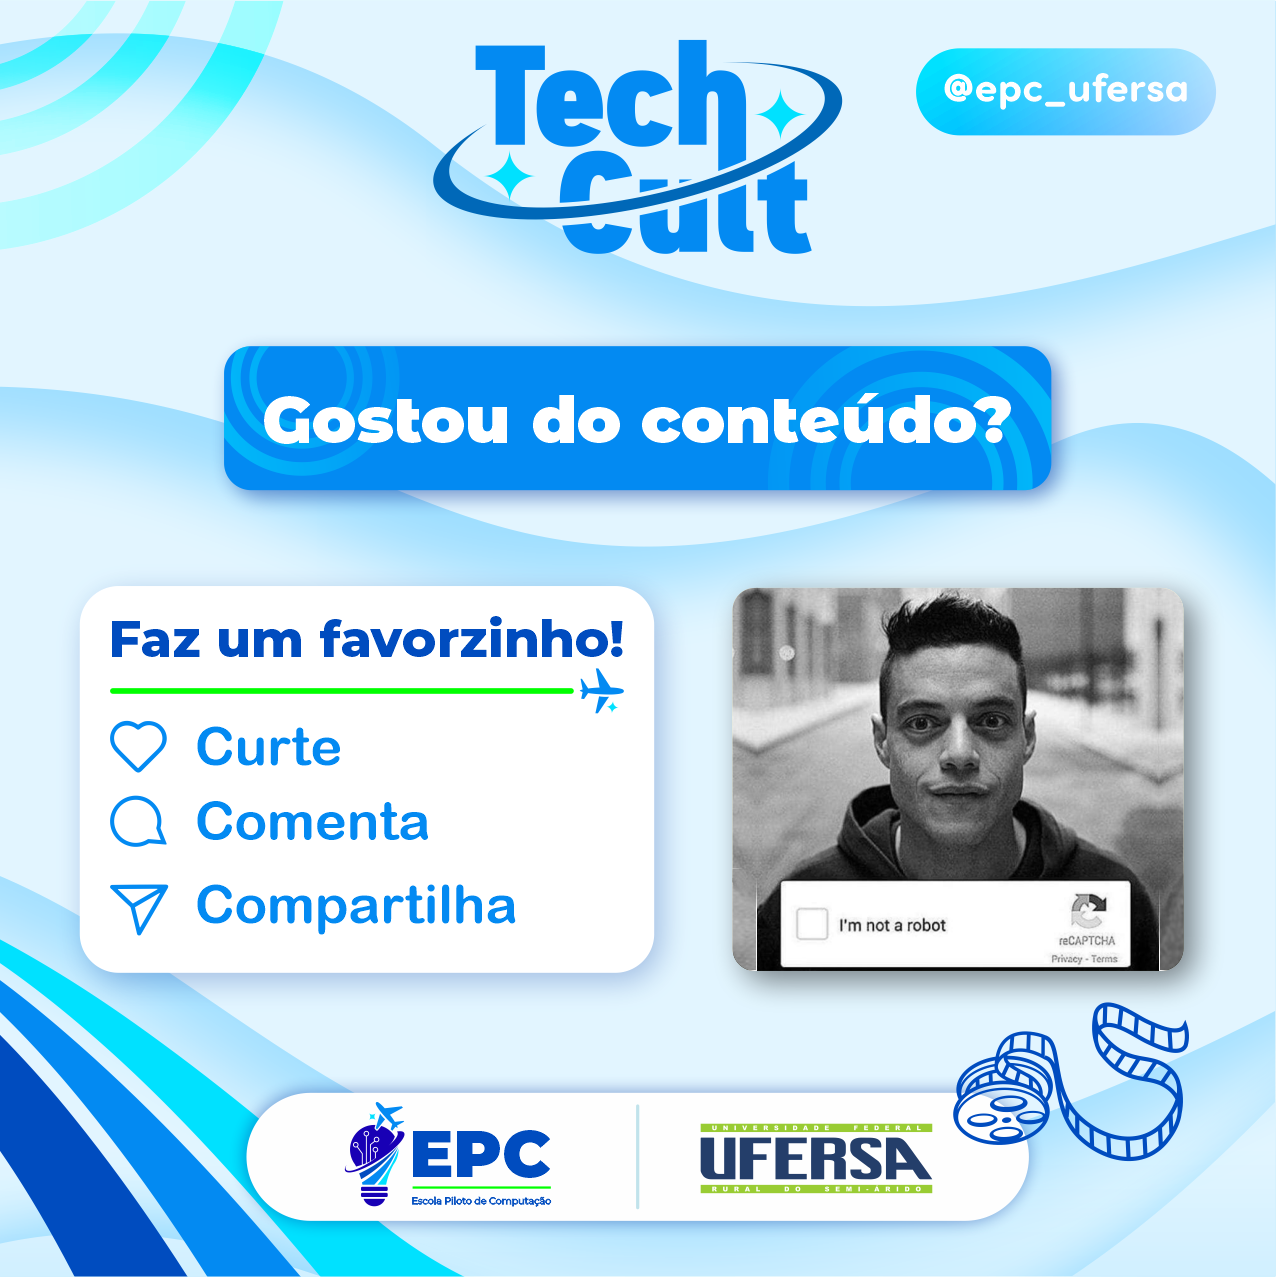 Tech
Cult
@epc_ufersa
Gostou do conteúdo?
Faz um favorzinho!
Curte
Comenta
Compartilha
I'm not a robot
reCAPTCHA
Privacy - Terms
EPC
Escola Piloto de Computação
UNIVERSIDADE FEDERAL
UFERSA
RURAL DO SEMI-ÁRIDO